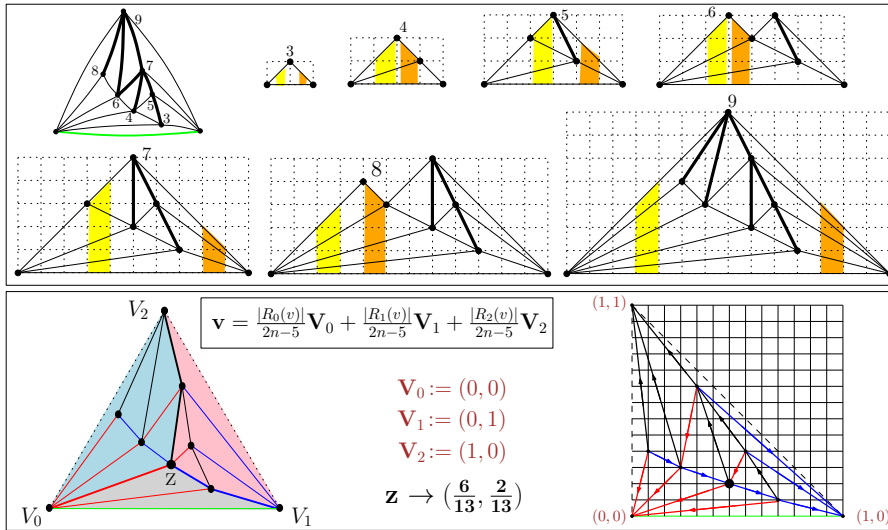 9
8
7
6
5
4
3
3
4
5
6
7
8
9
V₂
V₀
V₁
z
v = |R₀(v)|/2n−5 V₀ + |R₁(v)|/2n−5 V₁ + |R₂(v)|/2n−5 V₂
V₀ := (0, 0)
V₁ := (0, 1)
V₂ := (1, 0)
z → (6/13, 2/13)
(1, 1)
(0, 0)
(1, 0)